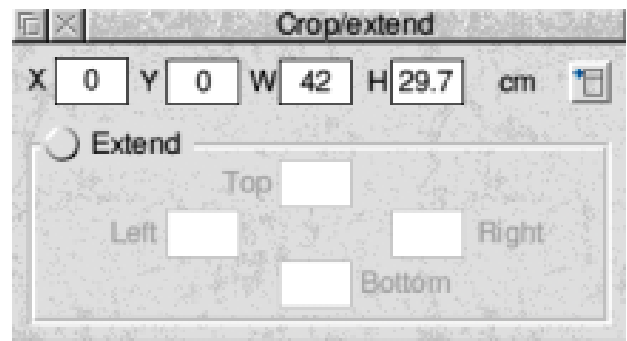 Crop/extend
X 0 Y 0 W 42 H 29.7 cm
Extend
Top
Left Right
Bottom